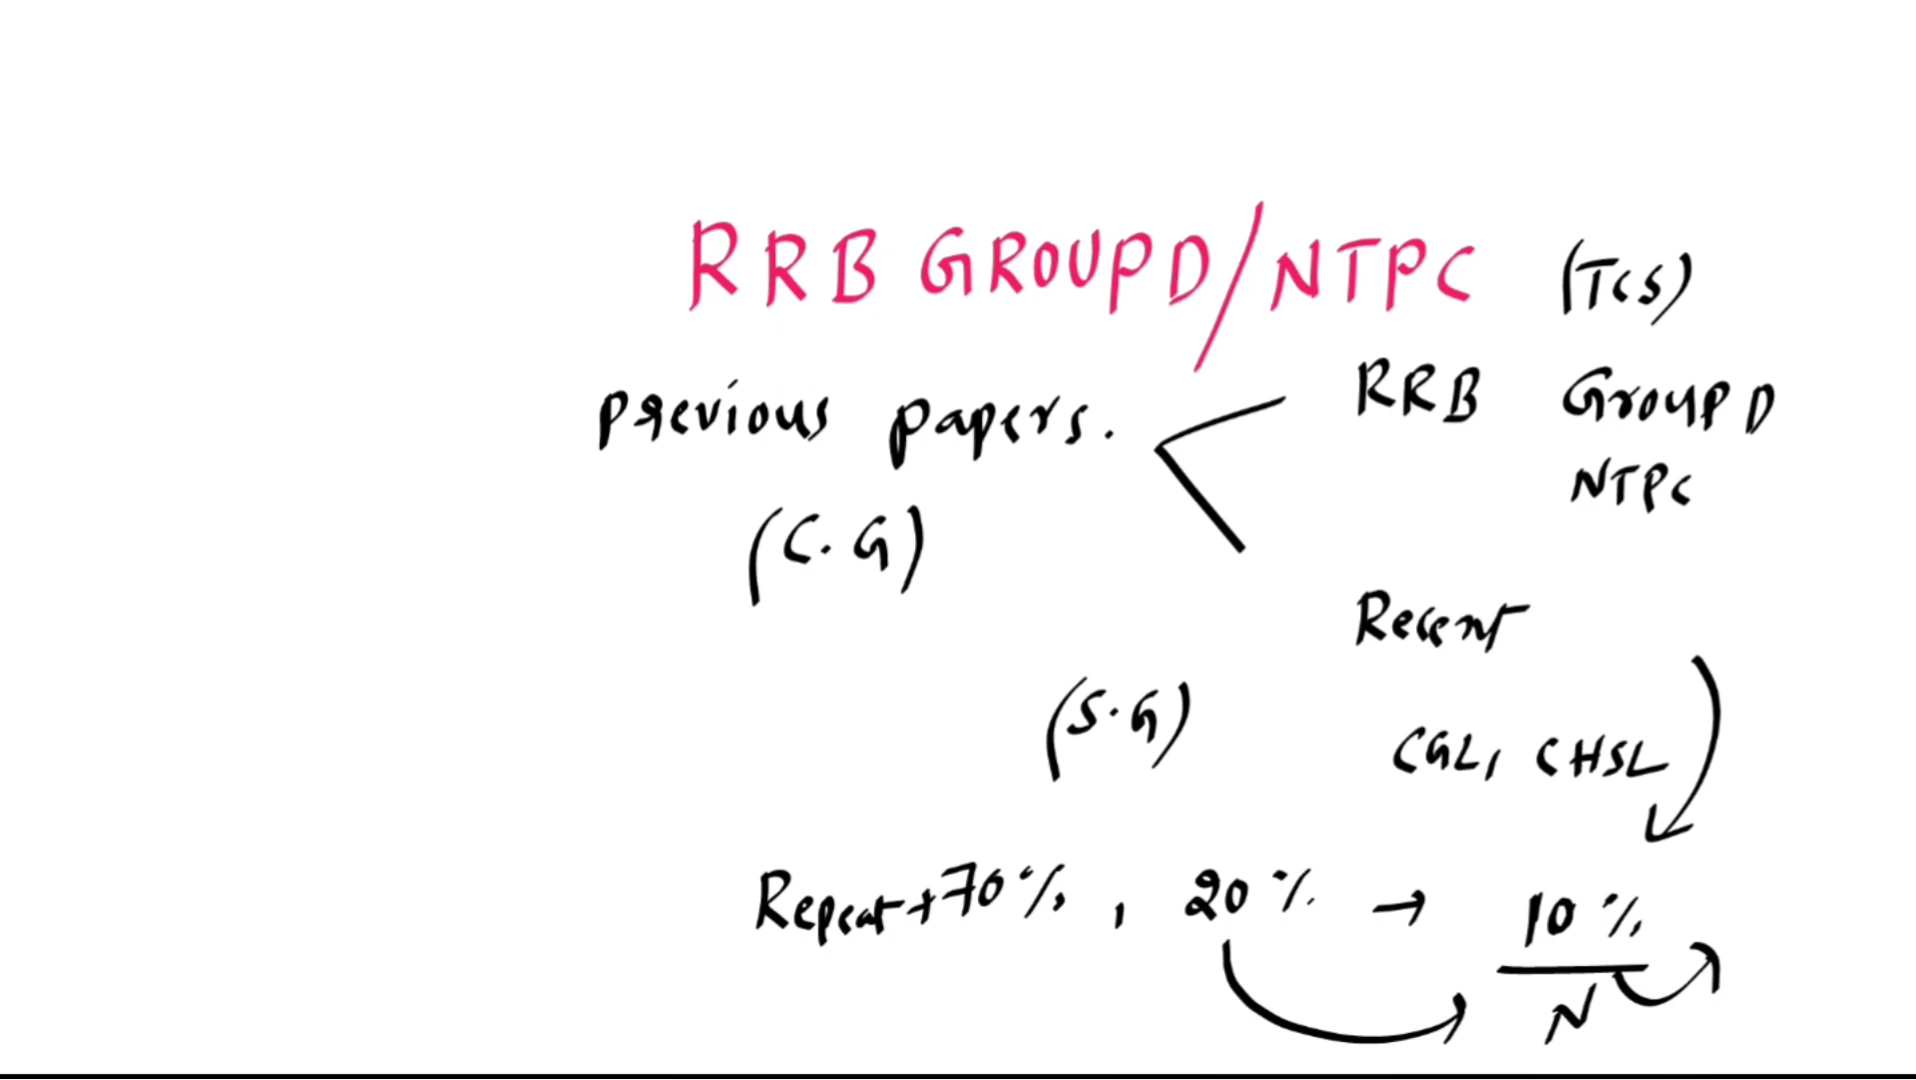 RRB GROUP D/NTPC (TCS)
previous papers. RRB Group D
NTPC
(C.G)
Recent
(S.G)
CGL, CHSL
Repeat + 70%, 20% → 10%
N